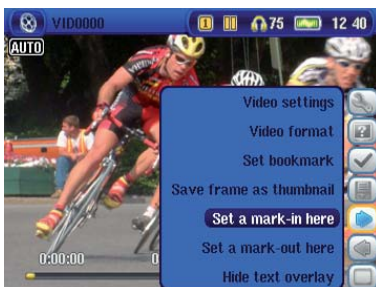 VID0000 1 75 12 40
AUTO
Video settings
Video format
Set bookmark
Save frame as thumbnail
Set a mark-in here
Set a mark-out here
0:00:00 0
Hide text overlay